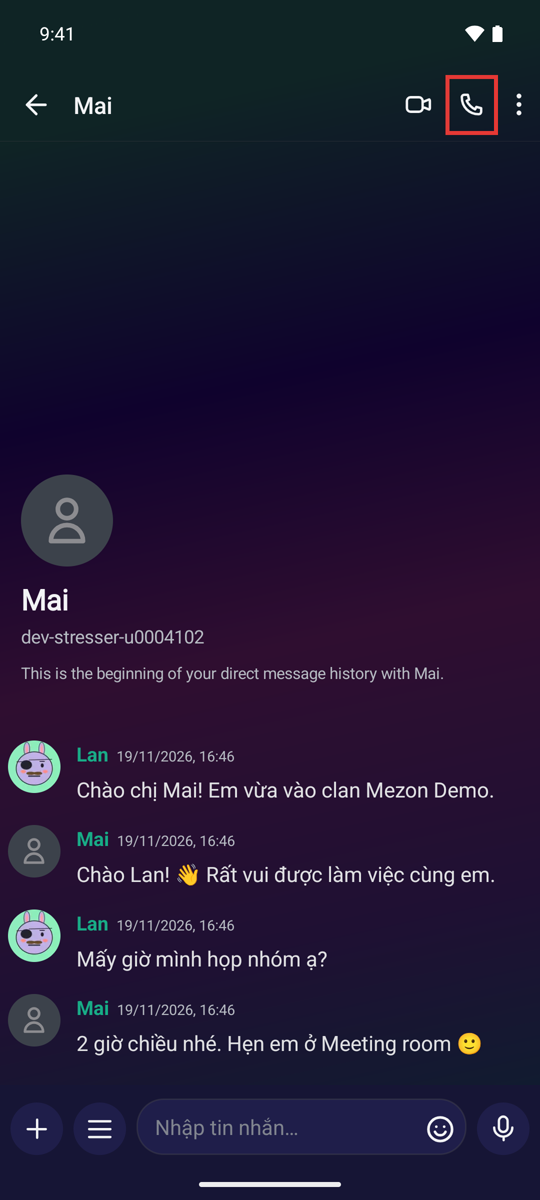 9:41
Mai
Mai
dev-stresser-u0004102
This is the beginning of your direct message history with Mai.
Lan 19/11/2026, 16:46
Chào chị Mai! Em vừa vào clan Mezon Demo.
Mai 19/11/2026, 16:46
Chào Lan! 👋 Rất vui được làm việc cùng em.
Lan 19/11/2026, 16:46
Mấy giờ mình họp nhóm ạ?
Mai 19/11/2026, 16:46
2 giờ chiều nhé. Hẹn em ở Meeting room 🙂
Nhập tin nhắn...